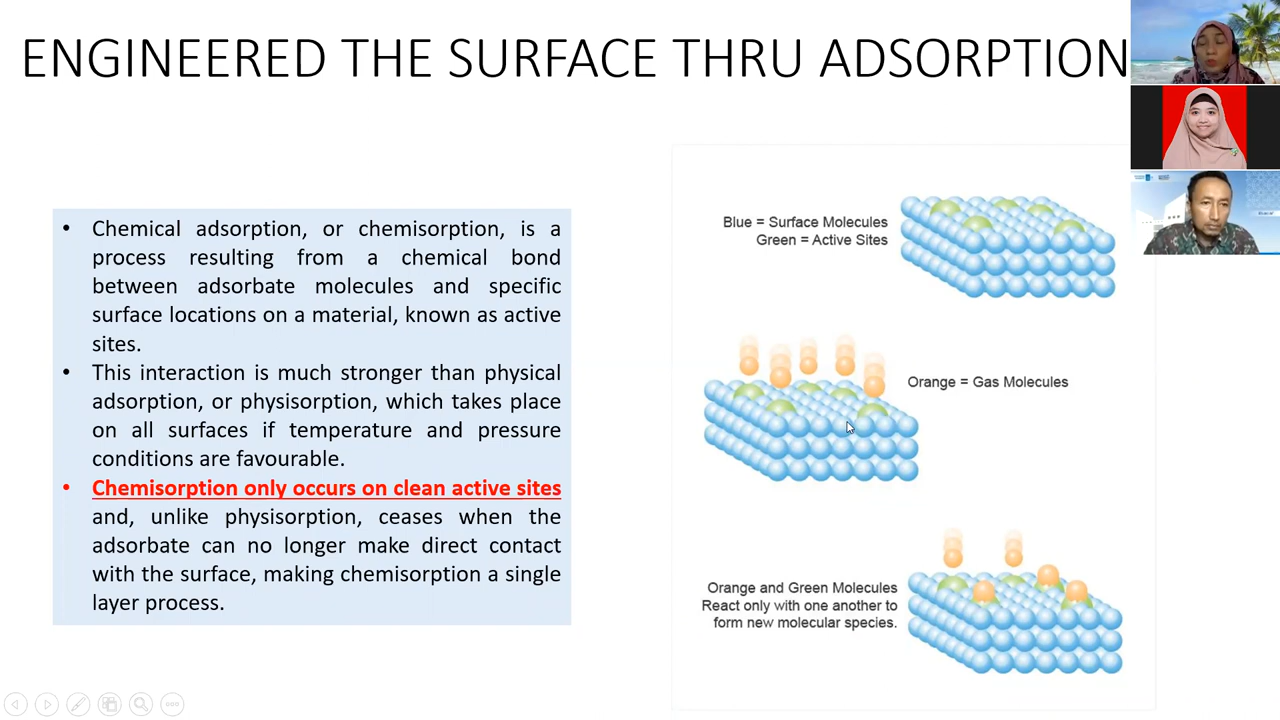 ENGINEERED THE SURFACE THRU ADSORPTION
• Chemical adsorption, or chemisorption, is a
process resulting from a chemical bond
between adsorbate molecules and specific
surface locations on a material, known as active
sites.
• This interaction is much stronger than physical
adsorption, or physisorption, which takes place
on all surfaces if temperature and pressure
conditions are favourable.
• Chemisorption only occurs on clean active sites
and, unlike physisorption, ceases when the
adsorbate can no longer make direct contact
with the surface, making chemisorption a single
layer process.
Blue = Surface Molecules
Green = Active Sites
Orange = Gas Molecules
Orange and Green Molecules
React only with one another to
form new molecular species.